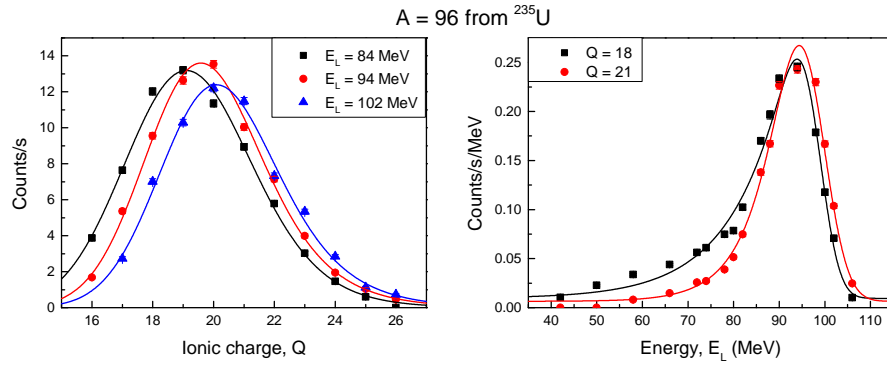 A = 96 from ²³⁵U
E_L = 84 MeV
E_L = 94 MeV
E_L = 102 MeV
Counts/s
14
12
10
8
6
4
2
0
16 18 20 22 24 26
Ionic charge, Q
Q = 18
Q = 21
Counts/s/MeV
0.25
0.20
0.15
0.10
0.05
0.00
40 50 60 70 80 90 100 110
Energy, E_L (MeV)